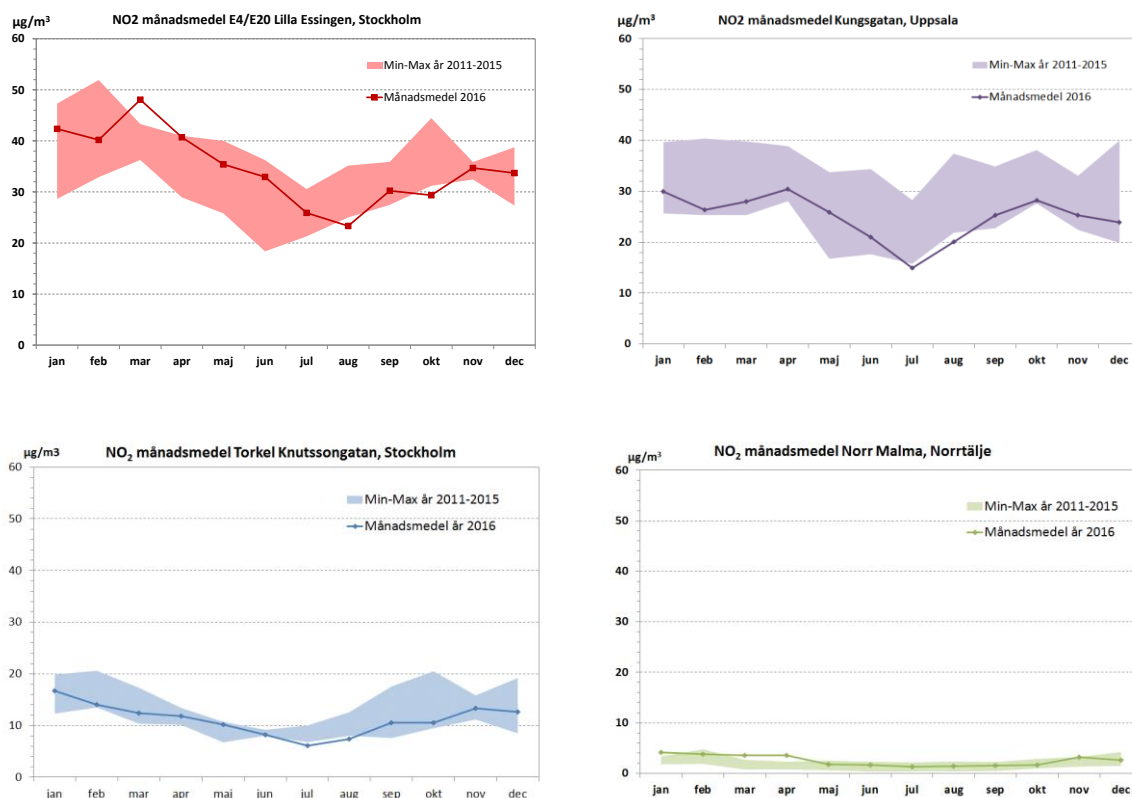 µg/m³
NO2 månadsmedel E4/E20 Lilla Essingen, Stockholm
60
50
40
30
20
10
0
Min-Max år 2011-2015
Månadsmedel 2016
jan feb mar apr maj jun jul aug sep okt nov dec
µg/m³
NO2 månadsmedel Kungsgatan, Uppsala
60
50
40
30
20
10
0
Min-Max år 2011-2015
Månadsmedel 2016
jan feb mar apr maj jun jul aug sep okt nov dec
µg/m3
NO₂ månadsmedel Torkel Knutssongatan, Stockholm
60
50
40
30
20
10
0
Min-Max år 2011-2015
Månadsmedel år 2016
jan feb mar apr maj jun jul aug sep okt nov dec
µg/m³
NO₂ månadsmedel Norr Malma, Norrtälje
60
50
40
30
20
10
0
Min-Max år 2011-2015
Månadsmedel år 2016
jan feb mar apr maj jun jul aug sep okt nov dec